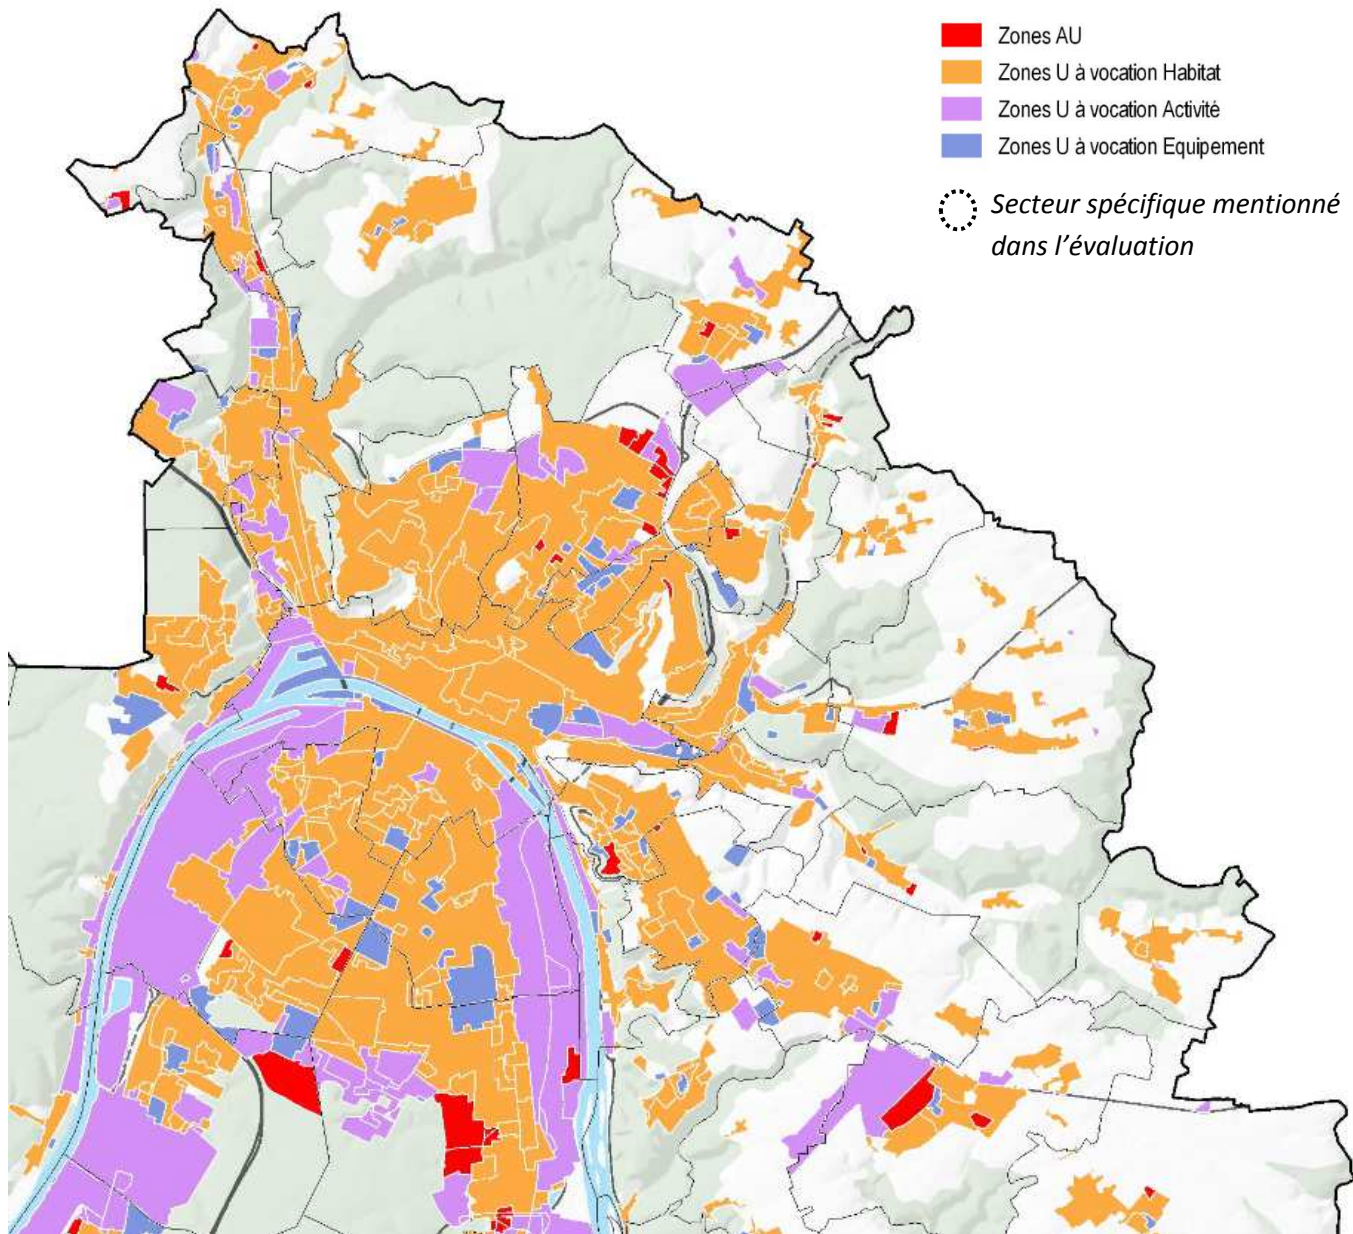 Zones AU
Zones U à vocation Habitat
Zones U à vocation Activité
Zones U à vocation Equipement
Secteur spécifique mentionné
dans l'évaluation